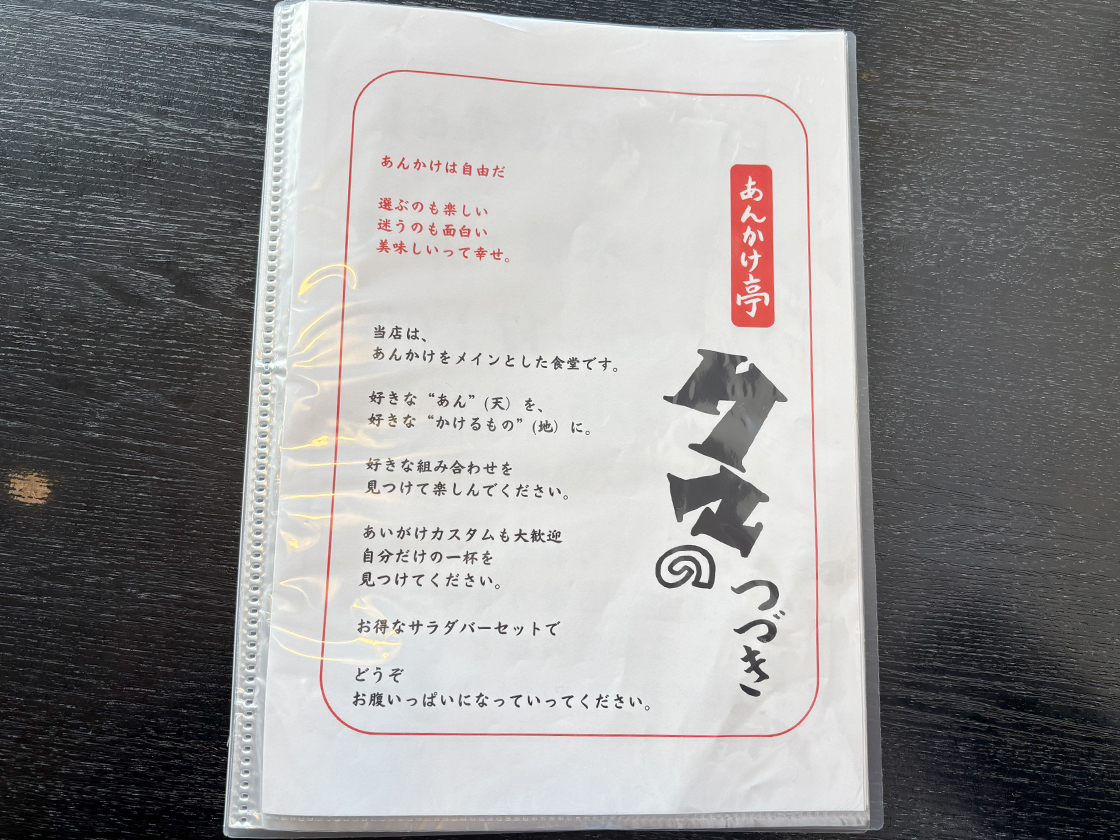 あんかけ亭
の
つづき
あんかけは自由だ
選ぶのも楽しい
迷うのも面白い
美味しいって幸せ。
当店は、
あんかけをメインとした食堂です。
好きな“あん”(天）を、
好きな“かけるもの”(地）に。
好きな組み合わせを
見つけて楽しんでください。
あいがけカスタムも大歓迎
自分だけの一杯を
見つけてください。
お得なサラダバーセットで
どうぞ
お腹いっぱいになっていってください。